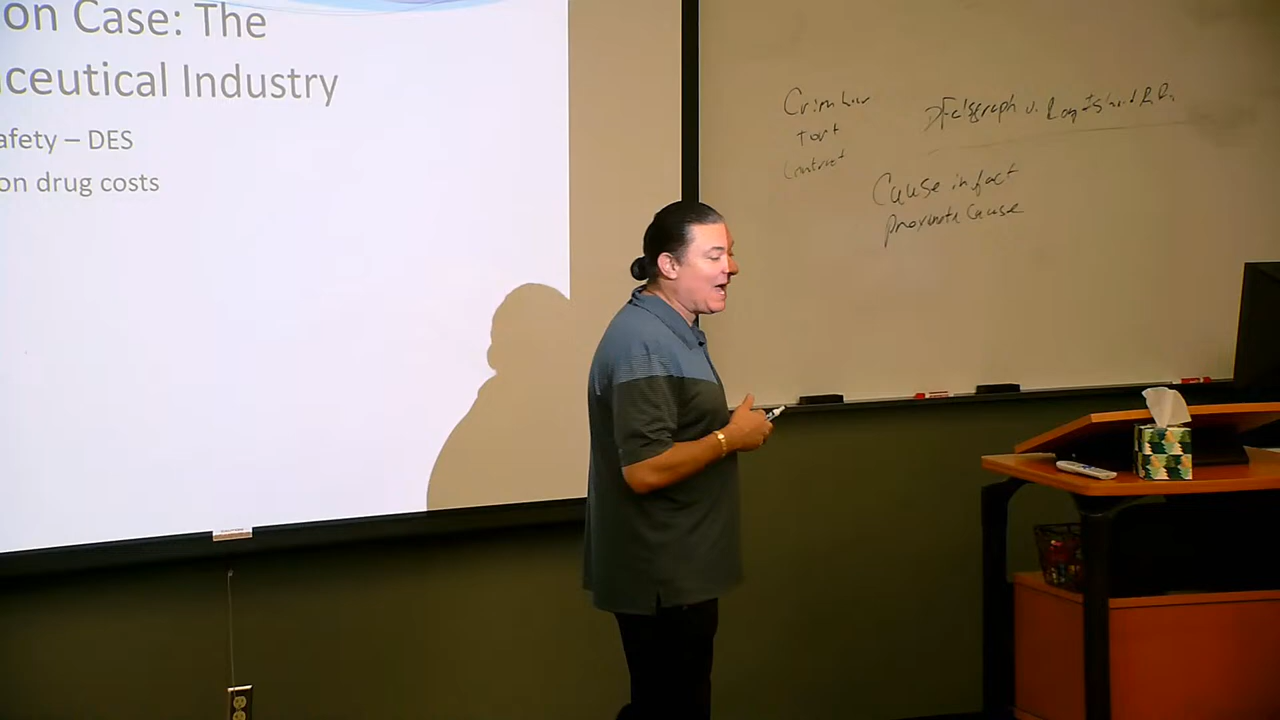 on Case: The
ceutical Industry
afety – DES
on drug costs
Crim Law
Tort
Contract
Palsgraph v. Long Island R.R.
Cause in fact
Proximate Cause